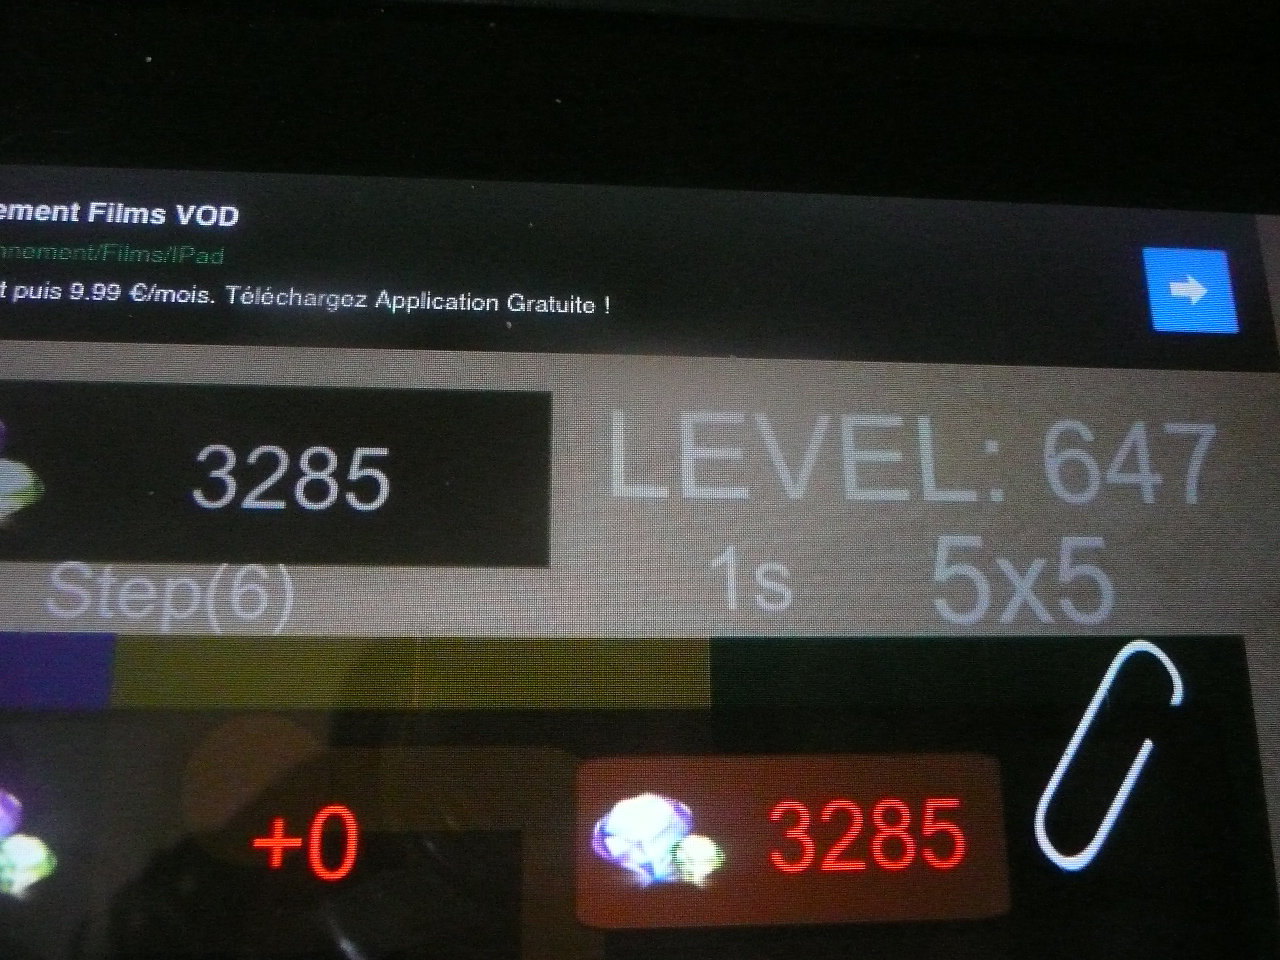 ement Films VOD
nnement/Films/IPad
t puis 9.99 €/mois. Téléchargez Application Gratuite !
3285
LEVEL: 647
Step(6)
1s
5x5
+0
3285